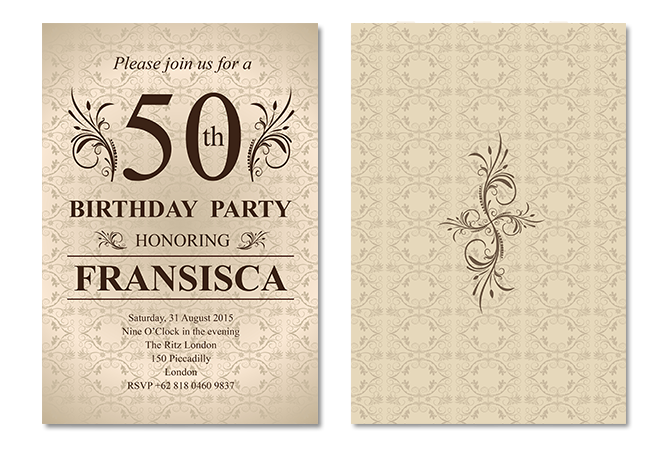 Please join us for a
50th
BIRTHDAY PARTY
HONORING
FRANSISCA
Saturday, 31 August 2015
Nine O'Clock in the evening
The Ritz London
150 Piccadilly
London
RSVP +62 818 0460 9837